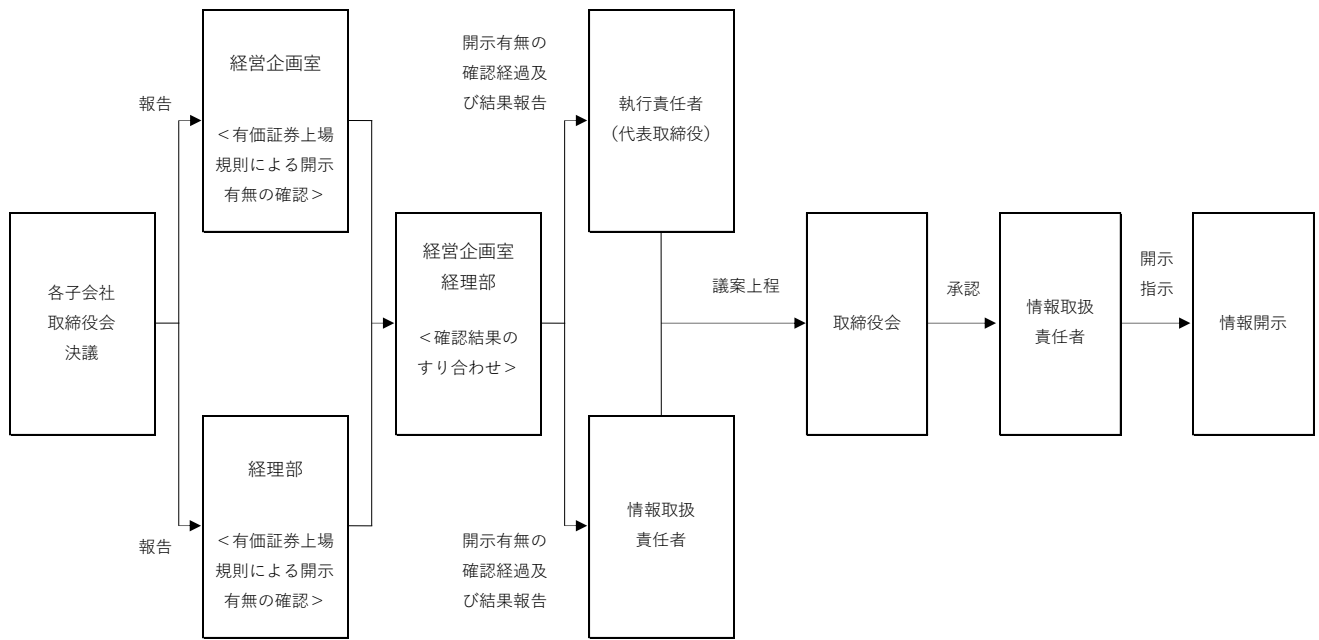 各子会社
取締役会
決議
報告
経営企画室
＜有価証券上場
規則による開示
有無の確認＞
報告
経理部
＜有価証券上場
規則による開示
有無の確認＞
経営企画室
経理部
＜確認結果の
すり合わせ＞
開示有無の
確認経過及
び結果報告
執行責任者
（代表取締役）
開示有無の
確認経過及
び結果報告
情報取扱
責任者
議案上程
取締役会
承認
情報取扱
責任者
開示
指示
情報開示